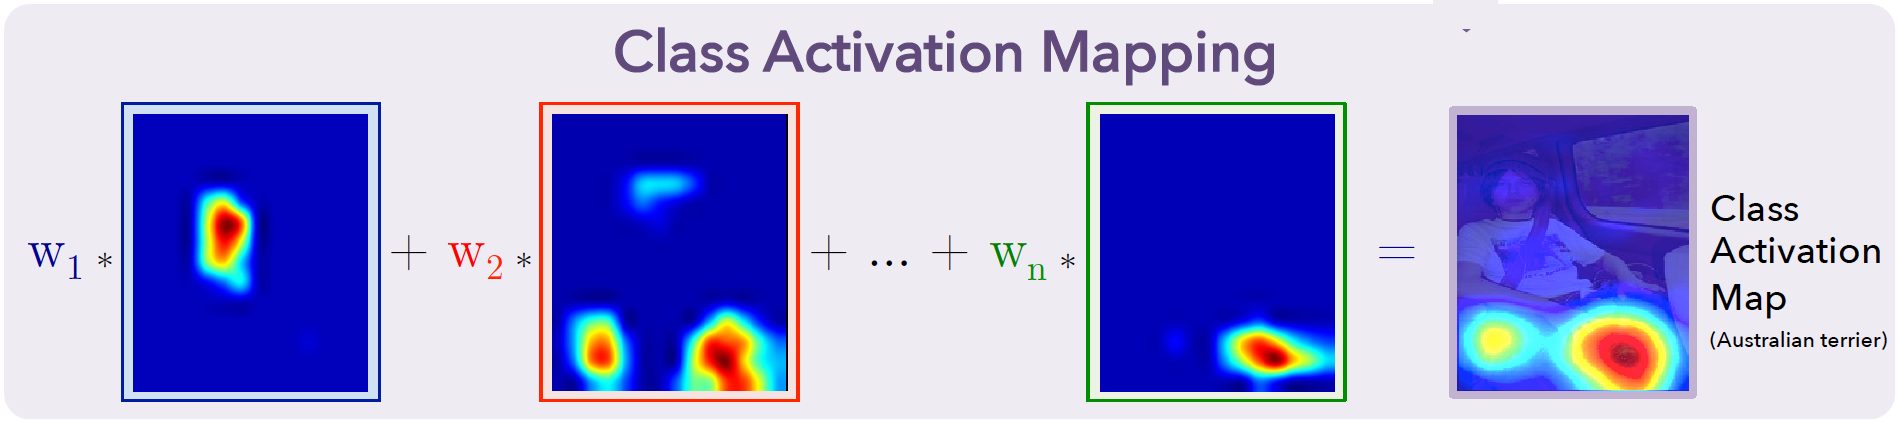 Class Activation Mapping
w₁ * + w₂ * + ... + wₙ * =
Class
Activation
Map
(Australian terrier)